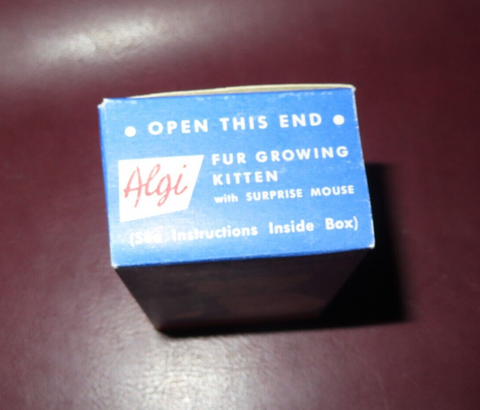 • OPEN THIS END •
Algi
FUR GROWING
KITTEN
with SURPRISE MOUSE
(See Instructions Inside Box)